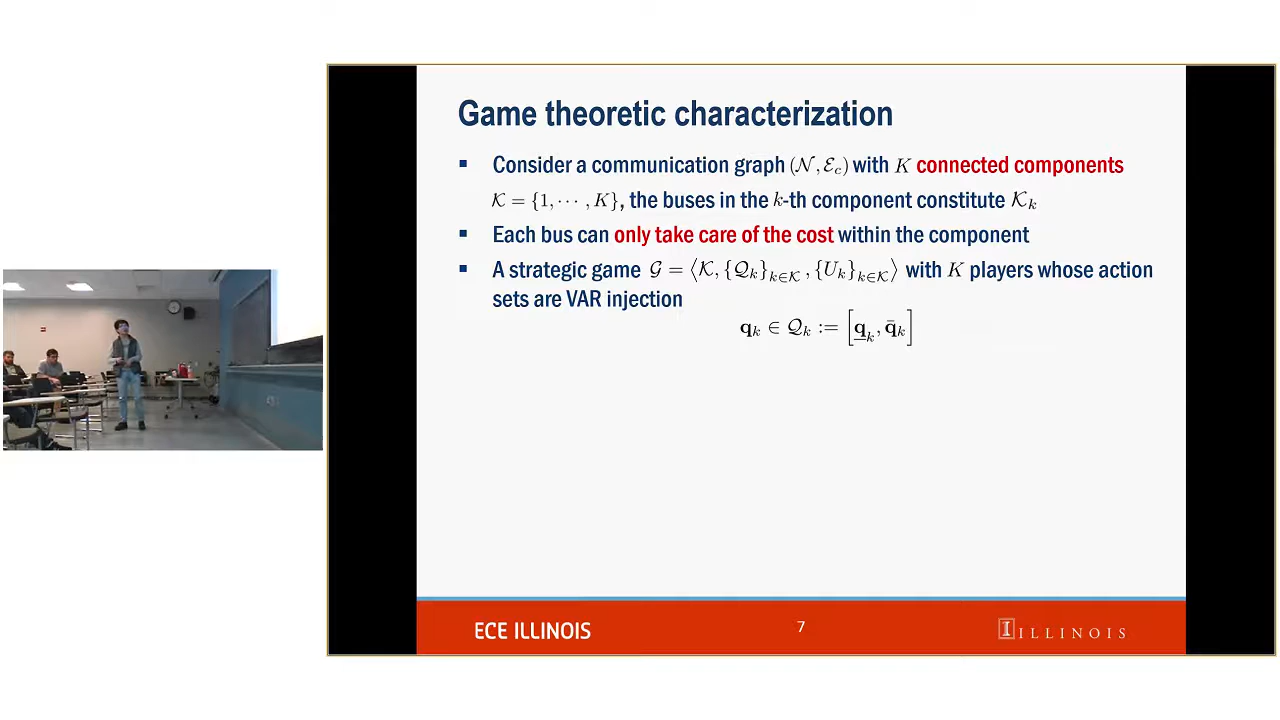 Game theoretic characterization
▪ Consider a communication graph (𝒩, ℰ_c) with K connected components
𝒦 = {1, ⋯ , K}, the buses in the k-th component constitute 𝒦_k
▪ Each bus can only take care of the cost within the component
▪ A strategic game 𝒢 = ⟨𝒦, {𝒬_k}_{k∈𝒦}, {U_k}_{k∈𝒦}⟩ with K players whose action
sets are VAR injection
𝐪_k ∈ 𝒬_k := [𝐪̲_k, 𝐪̄_k]
ECE ILLINOIS
7
I ILLINOIS